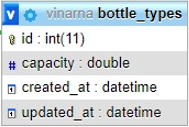 v vinarna bottle_types
id : int(11)
# capacity : double
created_at : datetime
updated_at : datetime